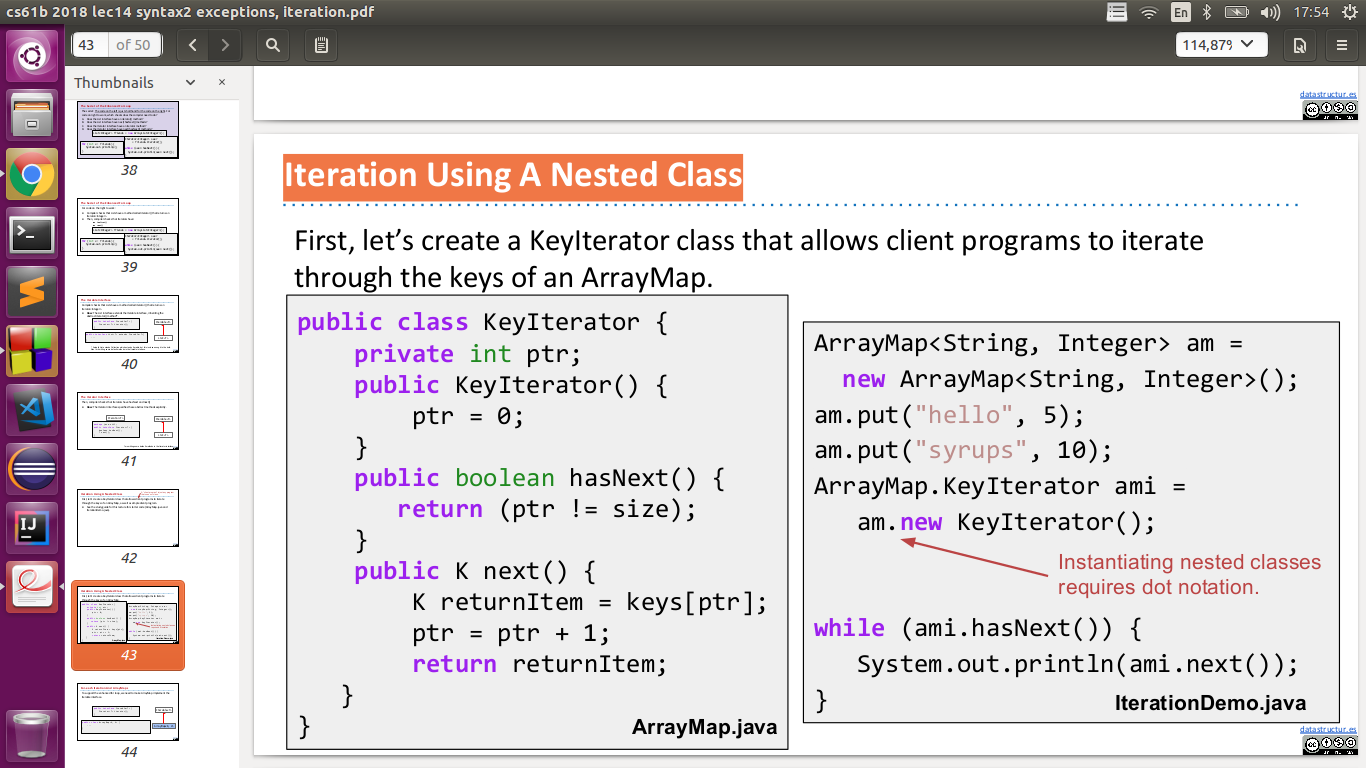 cs61b 2018 lec14 syntax2 exceptions, iteration.pdf
En
17:54
43 of 50
114,87%
Thumbnails
38
39
40
41
42
43
44
datastructur.es
Iteration Using A Nested Class
First, let’s create a KeyIterator class that allows client programs to iterate
through the keys of an ArrayMap.
public class KeyIterator {
private int ptr;
public KeyIterator() {
ptr = 0;
}
public boolean hasNext() {
return (ptr != size);
}
public K next() {
K returnItem = keys[ptr];
ptr = ptr + 1;
return returnItem;
}
}
ArrayMap.java
ArrayMap<String, Integer> am =
new ArrayMap<String, Integer>();
am.put("hello", 5);
am.put("syrups", 10);
ArrayMap.KeyIterator ami =
am.new KeyIterator();
Instantiating nested classes
requires dot notation.
while (ami.hasNext()) {
System.out.println(ami.next());
}
IterationDemo.java
datastructur.es